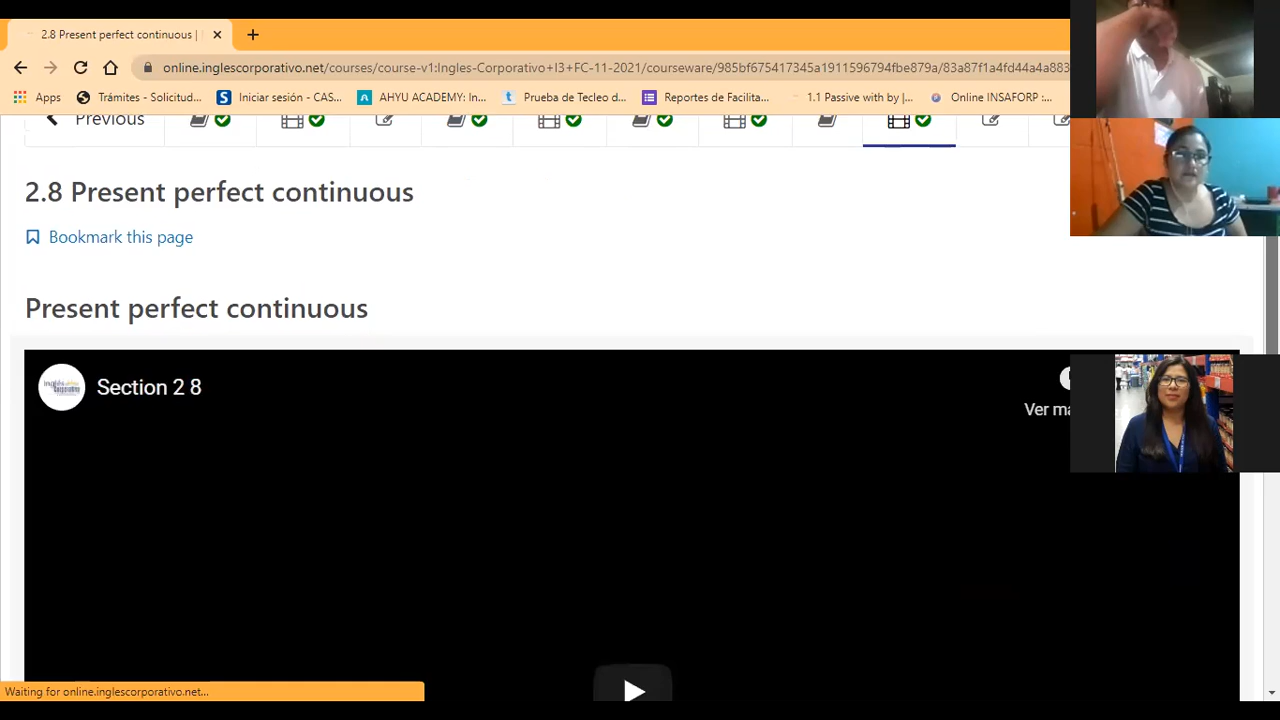 2.8 Present perfect continuous |
Apps
Trámites - Solicitud...
Iniciar sesión - CAS...
AHYU ACADEMY: In...
Prueba de Tecleo d...
Reportes de Facilita...
1.1 Passive with by |...
Online INSAFORP :...
online.inglescorporativo.net/courses/course-v1:Ingles-Corporativo+I3+FC-11-2021/courseware/985bf675417345a1911596794fbe879a/83a87f1a4fd44a4a883
Previous
2.8 Present perfect continuous
Bookmark this page
Present perfect continuous
Section 2 8
Ver má
Waiting for online.inglescorporativo.net...